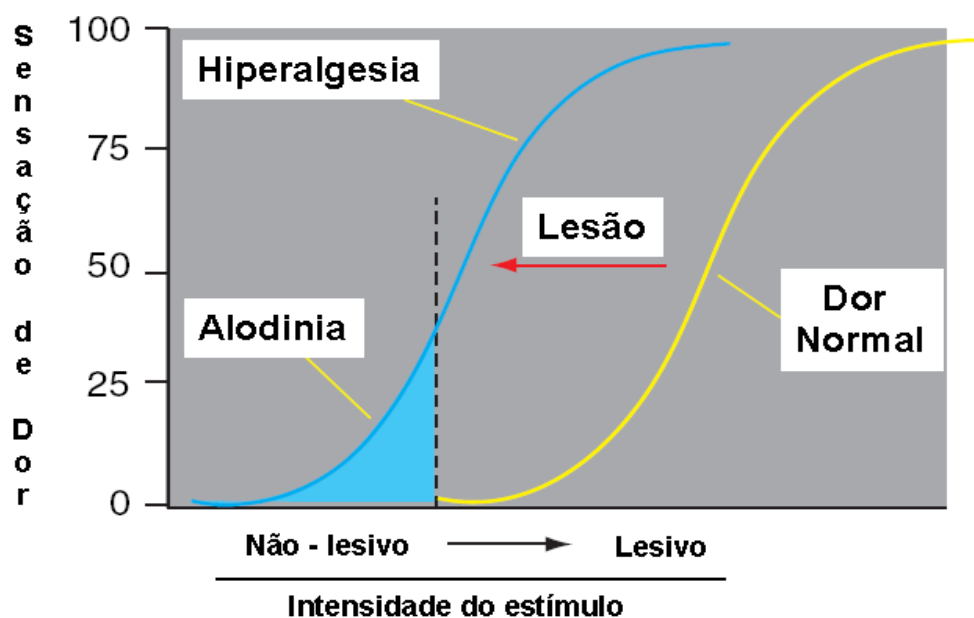 Sensação de Dor
100
75
50
25
0
Hiperalgesia
Lesão
Alodinia
Dor
Normal
Não - lesivo
Lesivo
Intensidade do estímulo